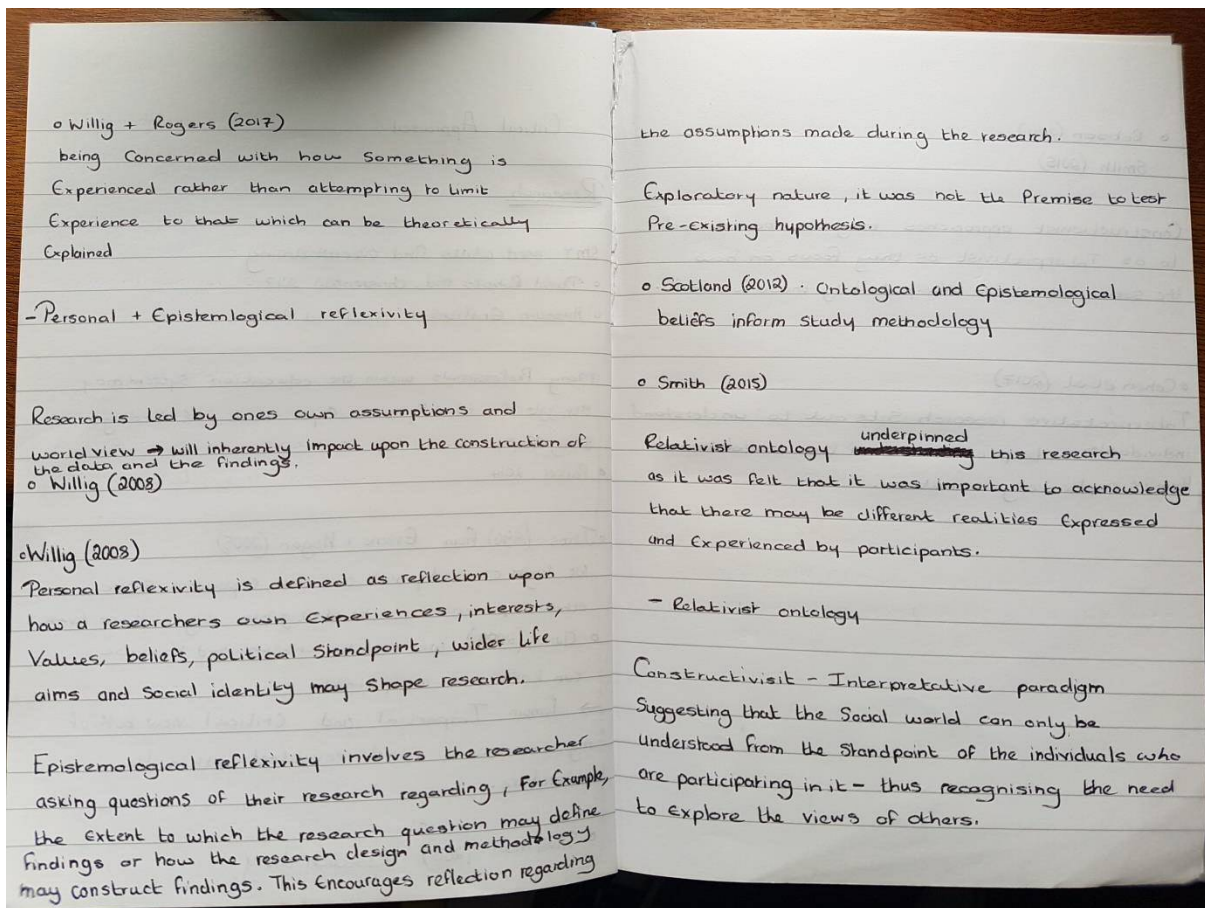 o Willig + Rogers (2017)
being Concerned with how Something is
Experienced rather than attempting to limit
Experience to that which can be theoretically
Explained
- Personal + Epistemlogical reflexivity
Research is led by ones own assumptions and
world view → will inherently impact upon the construction of
the data and the findings.
o Willig (2008)
o Willig (2008)
Personal reflexivity is defined as reflection upon
how a researchers own Experiences, interests,
Values, beliefs, political Standpoint, wider life
aims and Social identity may Shape research.
Epistemological reflexivity involves the researcher
asking questions of their research regarding, For Example,
the Extent to which the research question may define
findings or how the research design and methodology
may construct findings. This Encourages reflection regarding
the assumptions made during the research.
Exploratory nature, it was not the Premise to test
Pre-existing hypothesis.
o Scotland (2012). Ontological and Epistemological
beliefs inform study methodology
o Smith (2015)
Relativist ontology underpinned this research
as it was felt that it was important to acknowledge
that there may be different realities Expressed
and Experienced by participants.
- Relativist ontology
Constructivisit - Interpretative paradigm
Suggesting that the Social world can only be
understood from the Standpoint of the individuals who
are participating in it - thus recognising the need
to Explore the views of others.